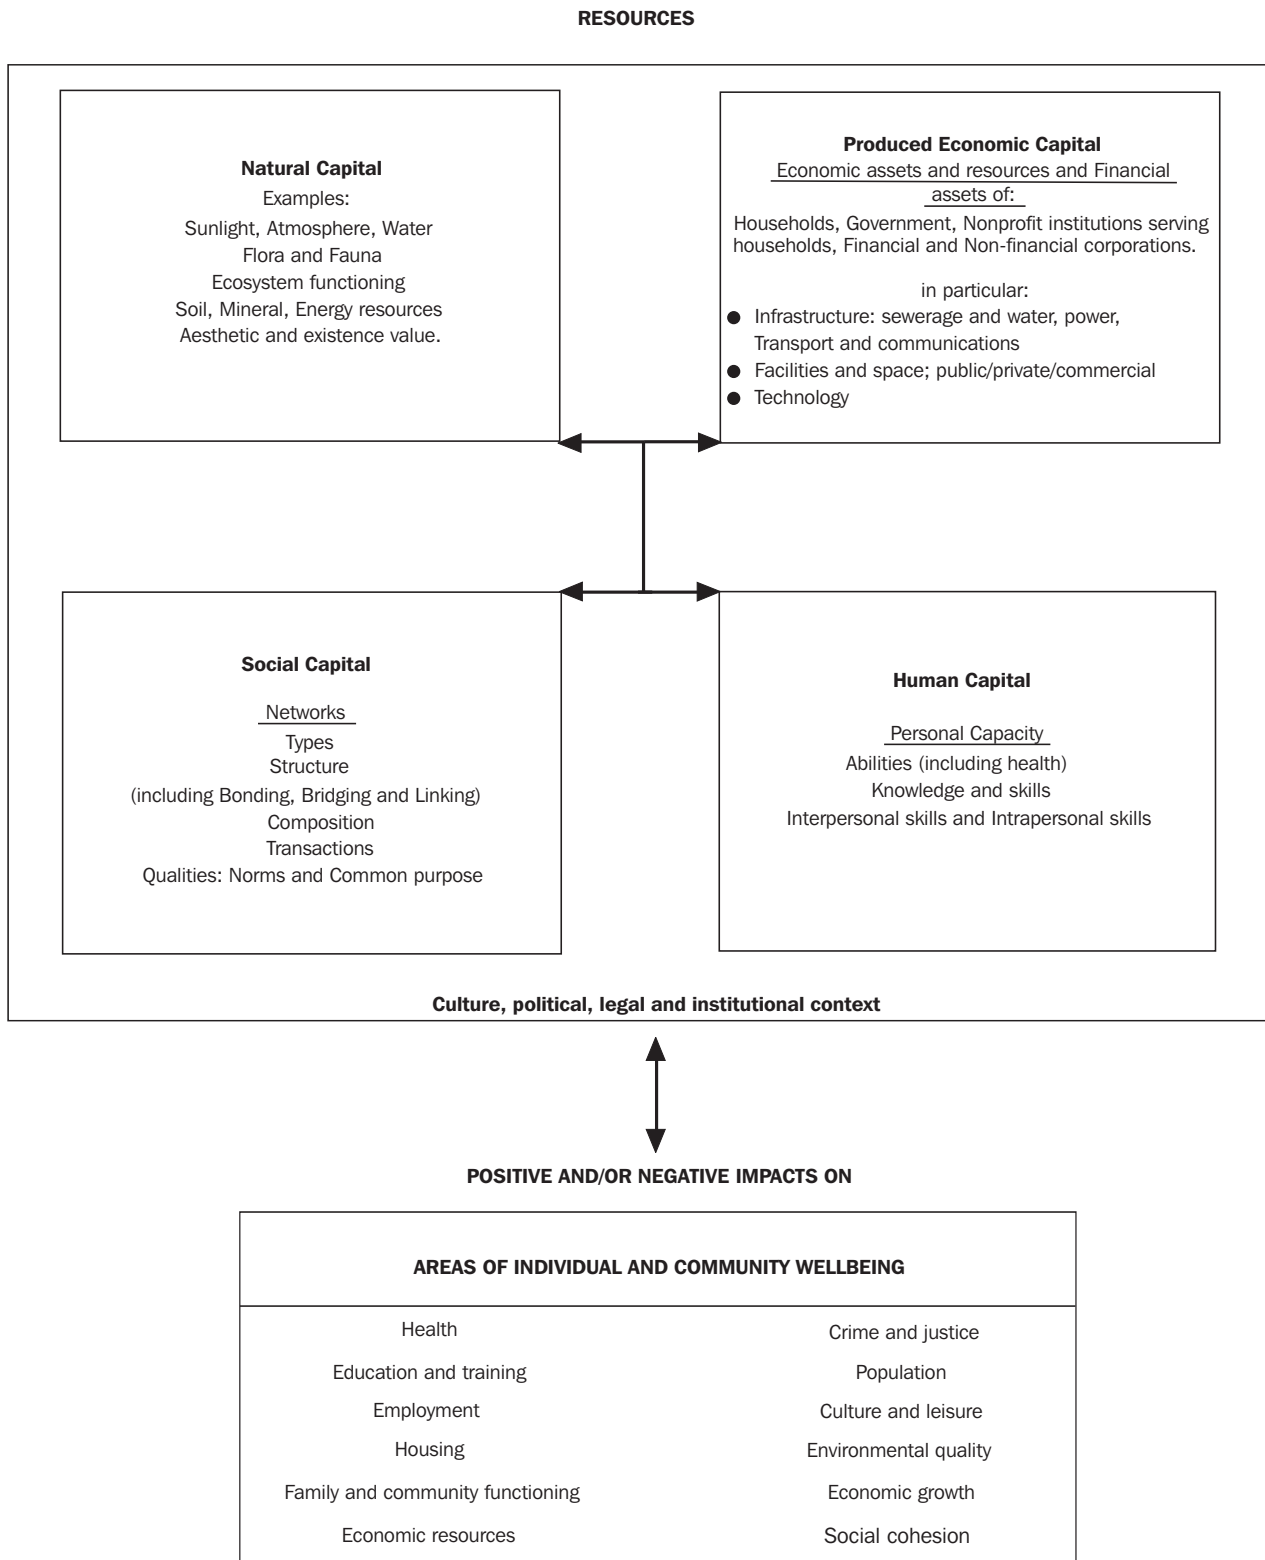 RESOURCES
Natural Capital
Examples:
Sunlight, Atmosphere, Water
Flora and Fauna
Ecosystem functioning
Soil, Mineral, Energy resources
Aesthetic and existence value.
Produced Economic Capital
Economic assets and resources and Financial
assets of:
Households, Government, Nonprofit institutions serving
households, Financial and Non-financial corporations.
in particular:
● Infrastructure: sewerage and water, power,
Transport and communications
● Facilities and space; public/private/commercial
● Technology
Social Capital
Networks
Types
Structure
(including Bonding, Bridging and Linking)
Composition
Transactions
Qualities: Norms and Common purpose
Human Capital
Personal Capacity
Abilities (including health)
Knowledge and skills
Interpersonal skills and Intrapersonal skills
Culture, political, legal and institutional context
POSITIVE AND/OR NEGATIVE IMPACTS ON
AREAS OF INDIVIDUAL AND COMMUNITY WELLBEING
Health
Education and training
Employment
Housing
Family and community functioning
Economic resources
Crime and justice
Population
Culture and leisure
Environmental quality
Economic growth
Social cohesion